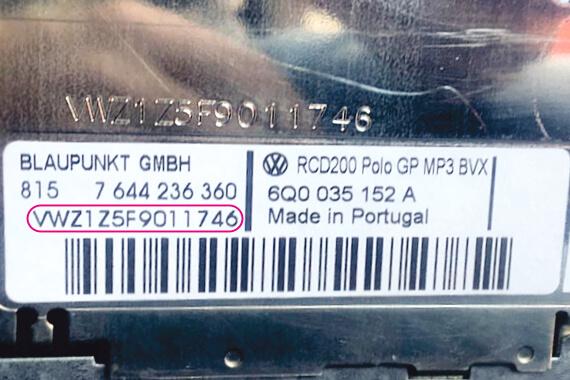 VWZ1Z5F9011746
BLAUPUNKT GMBH
815 7 644 236 360
VWZ1Z5F9011746
RCD200 Polo GP MP3 BVX
6Q0 035 152 A
Made in Portugal